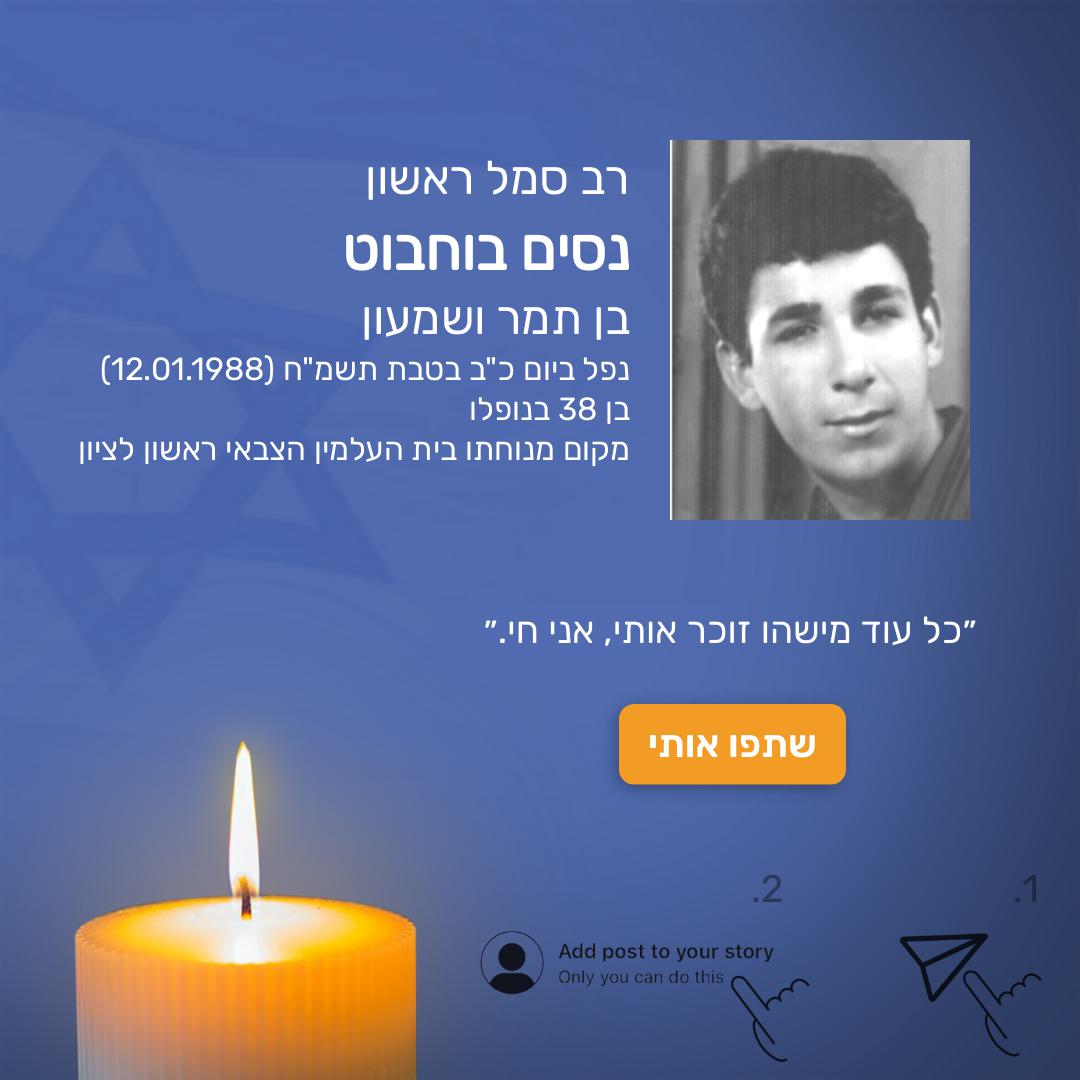 רב סמל ראשון
נסים בוחבוט
בן תמר ושמעון
נפל ביום כ"ב בטבת תשמ"ח (12.01.1988)
בן 38 בנופלו
מקום מנוחתו בית העלמין הצבאי ראשון לציון
״כל עוד מישהו זוכר אותי, אני חי.״
שתפו אותי
1.
2.
Add post to your story
Only you can do this